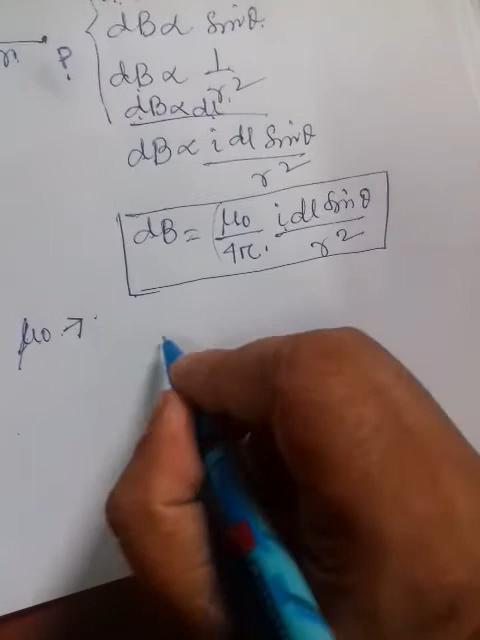 dB ∝ sinθ.
n. P
dB ∝ 1/r²
dB ∝ dl
dB ∝ i dl sinθ / r²
dB = μ0/4π . i dl sinθ / r²
μ0 →